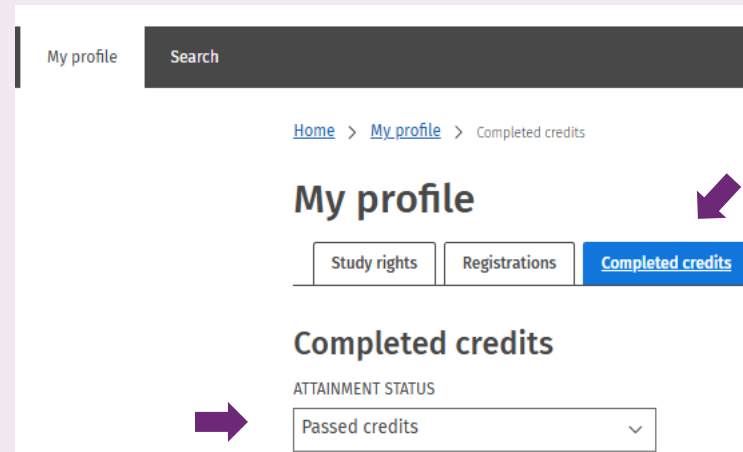 My profile Search
Home > My profile > Completed credits
My profile
Study rights Registrations Completed credits
Completed credits
ATTAINMENT STATUS
Passed credits